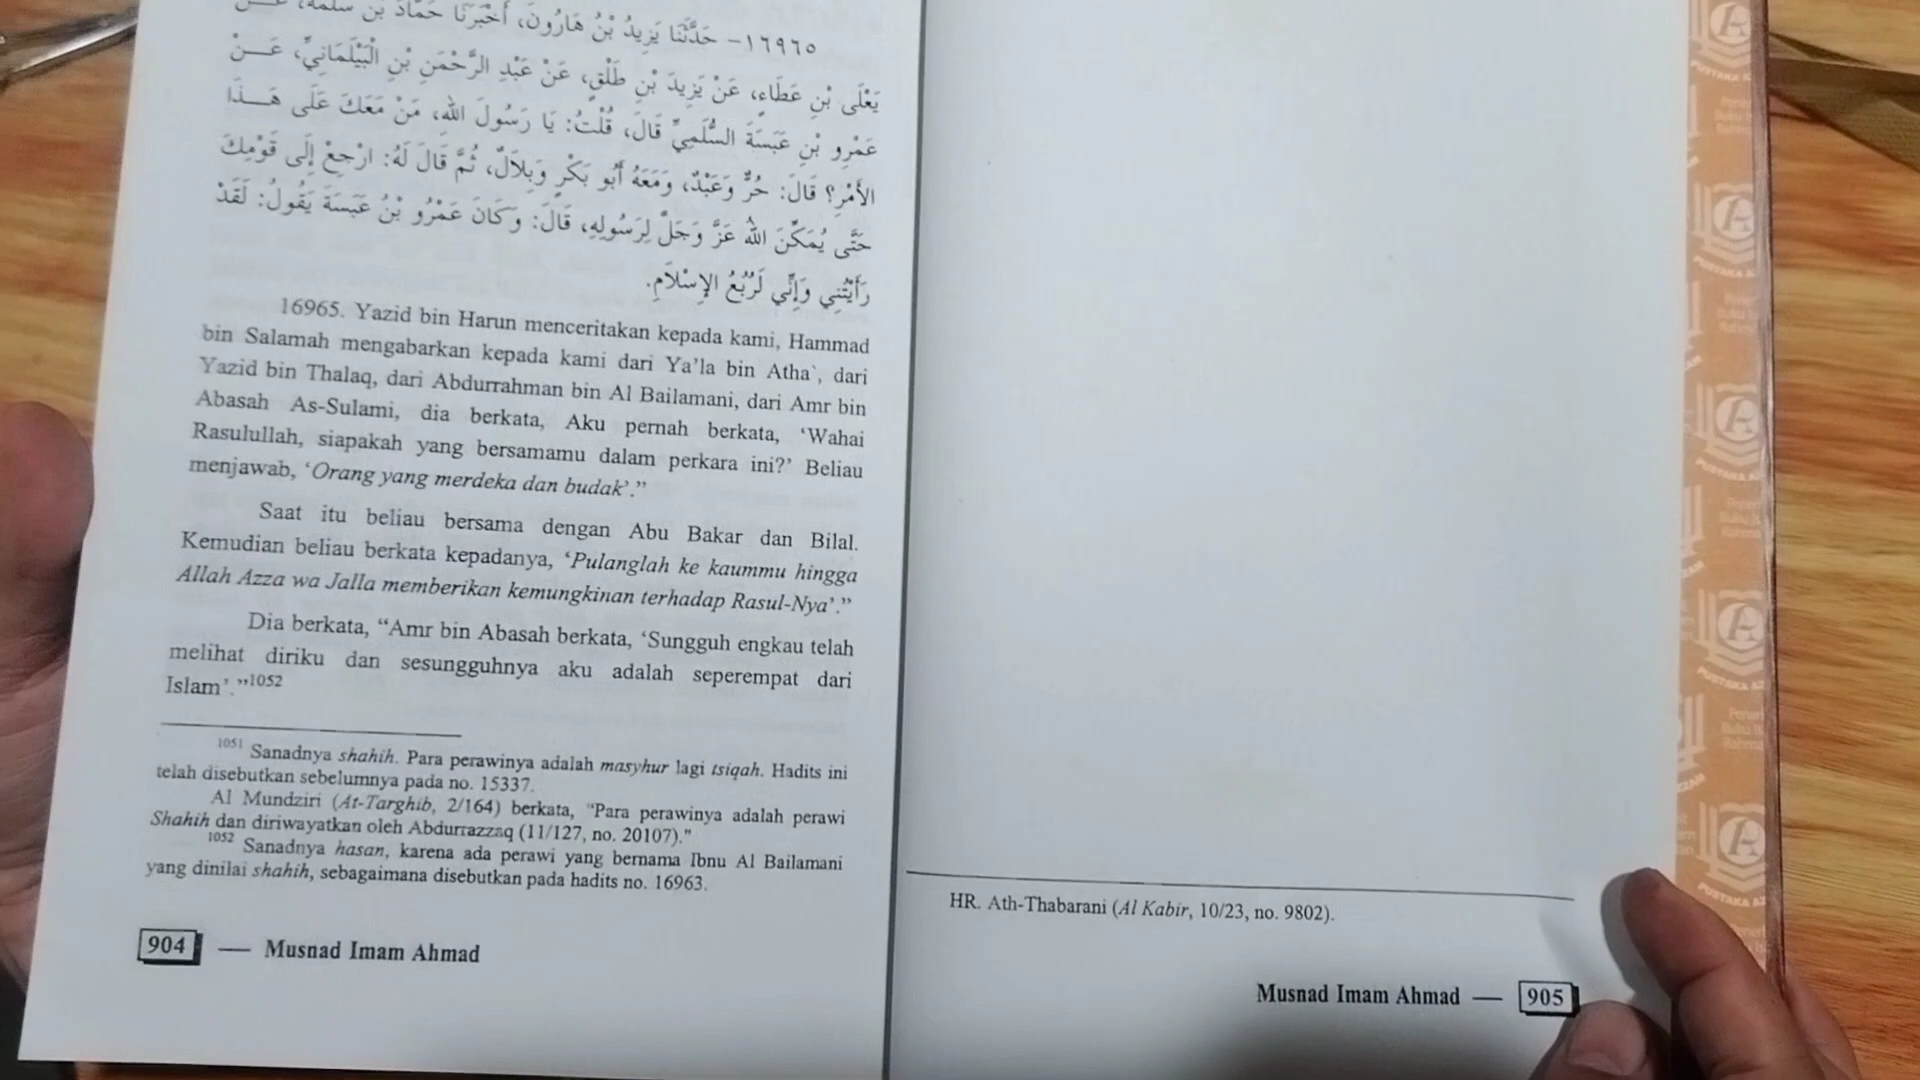 ١٦٩٦٥- حَدَّثَنَا يَزِيدُ بْنُ هَارُونَ، أَخْبَرَنَا حَمَّادُ بْنُ سَلَمَةَ، عَنْ
يَعْلَى بْنِ عَطَاءٍ، عَنْ يَزِيدَ بْنِ طَلْقٍ، عَنْ عَبْدِ الرَّحْمَنِ بْنِ الْبَيْلَمَانِيِّ، عَنْ
عَمْرِو بْنِ عَبَسَةَ السُّلَمِيِّ قَالَ، قُلْتُ: يَا رَسُولَ اللهِ، مَنْ مَعَكَ عَلَى هَذَا
الأَمْرِ؟ قَالَ: حُرٌّ وَعَبْدٌ، وَمَعَهُ أَبُو بَكْرٍ وَبِلاَلٌ، ثُمَّ قَالَ لَهُ: ارْجِعْ إِلَى قَوْمِكَ
حَتَّى يُمَكِّنَ اللهُ عَزَّ وَجَلَّ لِرَسُولِهِ، قَالَ: وَكَانَ عَمْرُو بْنُ عَبَسَةَ يَقُولُ: لَقَدْ
رَأَيْتُنِي وَإِنِّي لَرُبُعُ الإِسْلاَمِ.
16965. Yazid bin Harun menceritakan kepada kami, Hammad
bin Salamah mengabarkan kepada kami dari Ya’la bin Atha`, dari
Yazid bin Thalaq, dari Abdurrahman bin Al Bailamani, dari Amr bin
Abasah As-Sulami, dia berkata, Aku pernah berkata, ‘Wahai
Rasulullah, siapakah yang bersamamu dalam perkara ini?’ Beliau
menjawab, ‘Orang yang merdeka dan budak’.”
Saat itu beliau bersama dengan Abu Bakar dan Bilal.
Kemudian beliau berkata kepadanya, ‘Pulanglah ke kaummu hingga
Allah Azza wa Jalla memberikan kemungkinan terhadap Rasul-Nya’.”
Dia berkata, “Amr bin Abasah berkata, ‘Sungguh engkau telah
melihat diriku dan sesungguhnya aku adalah seperempat dari
Islam’.”1052
1051 Sanadnya shahih. Para perawinya adalah masyhur lagi tsiqah. Hadits ini
telah disebutkan sebelumnya pada no. 15337.
Al Mundziri (At-Targhib, 2/164) berkata, "Para perawinya adalah perawi
Shahih dan diriwayatkan oleh Abdurrazzaq (11/127, no. 20107)."
1052 Sanadnya hasan, karena ada perawi yang bernama Ibnu Al Bailamani
yang dinilai shahih, sebagaimana disebutkan pada hadits no. 16963.
904 — Musnad Imam Ahmad
HR. Ath-Thabarani (Al Kabir, 10/23, no. 9802).
Musnad Imam Ahmad — 905